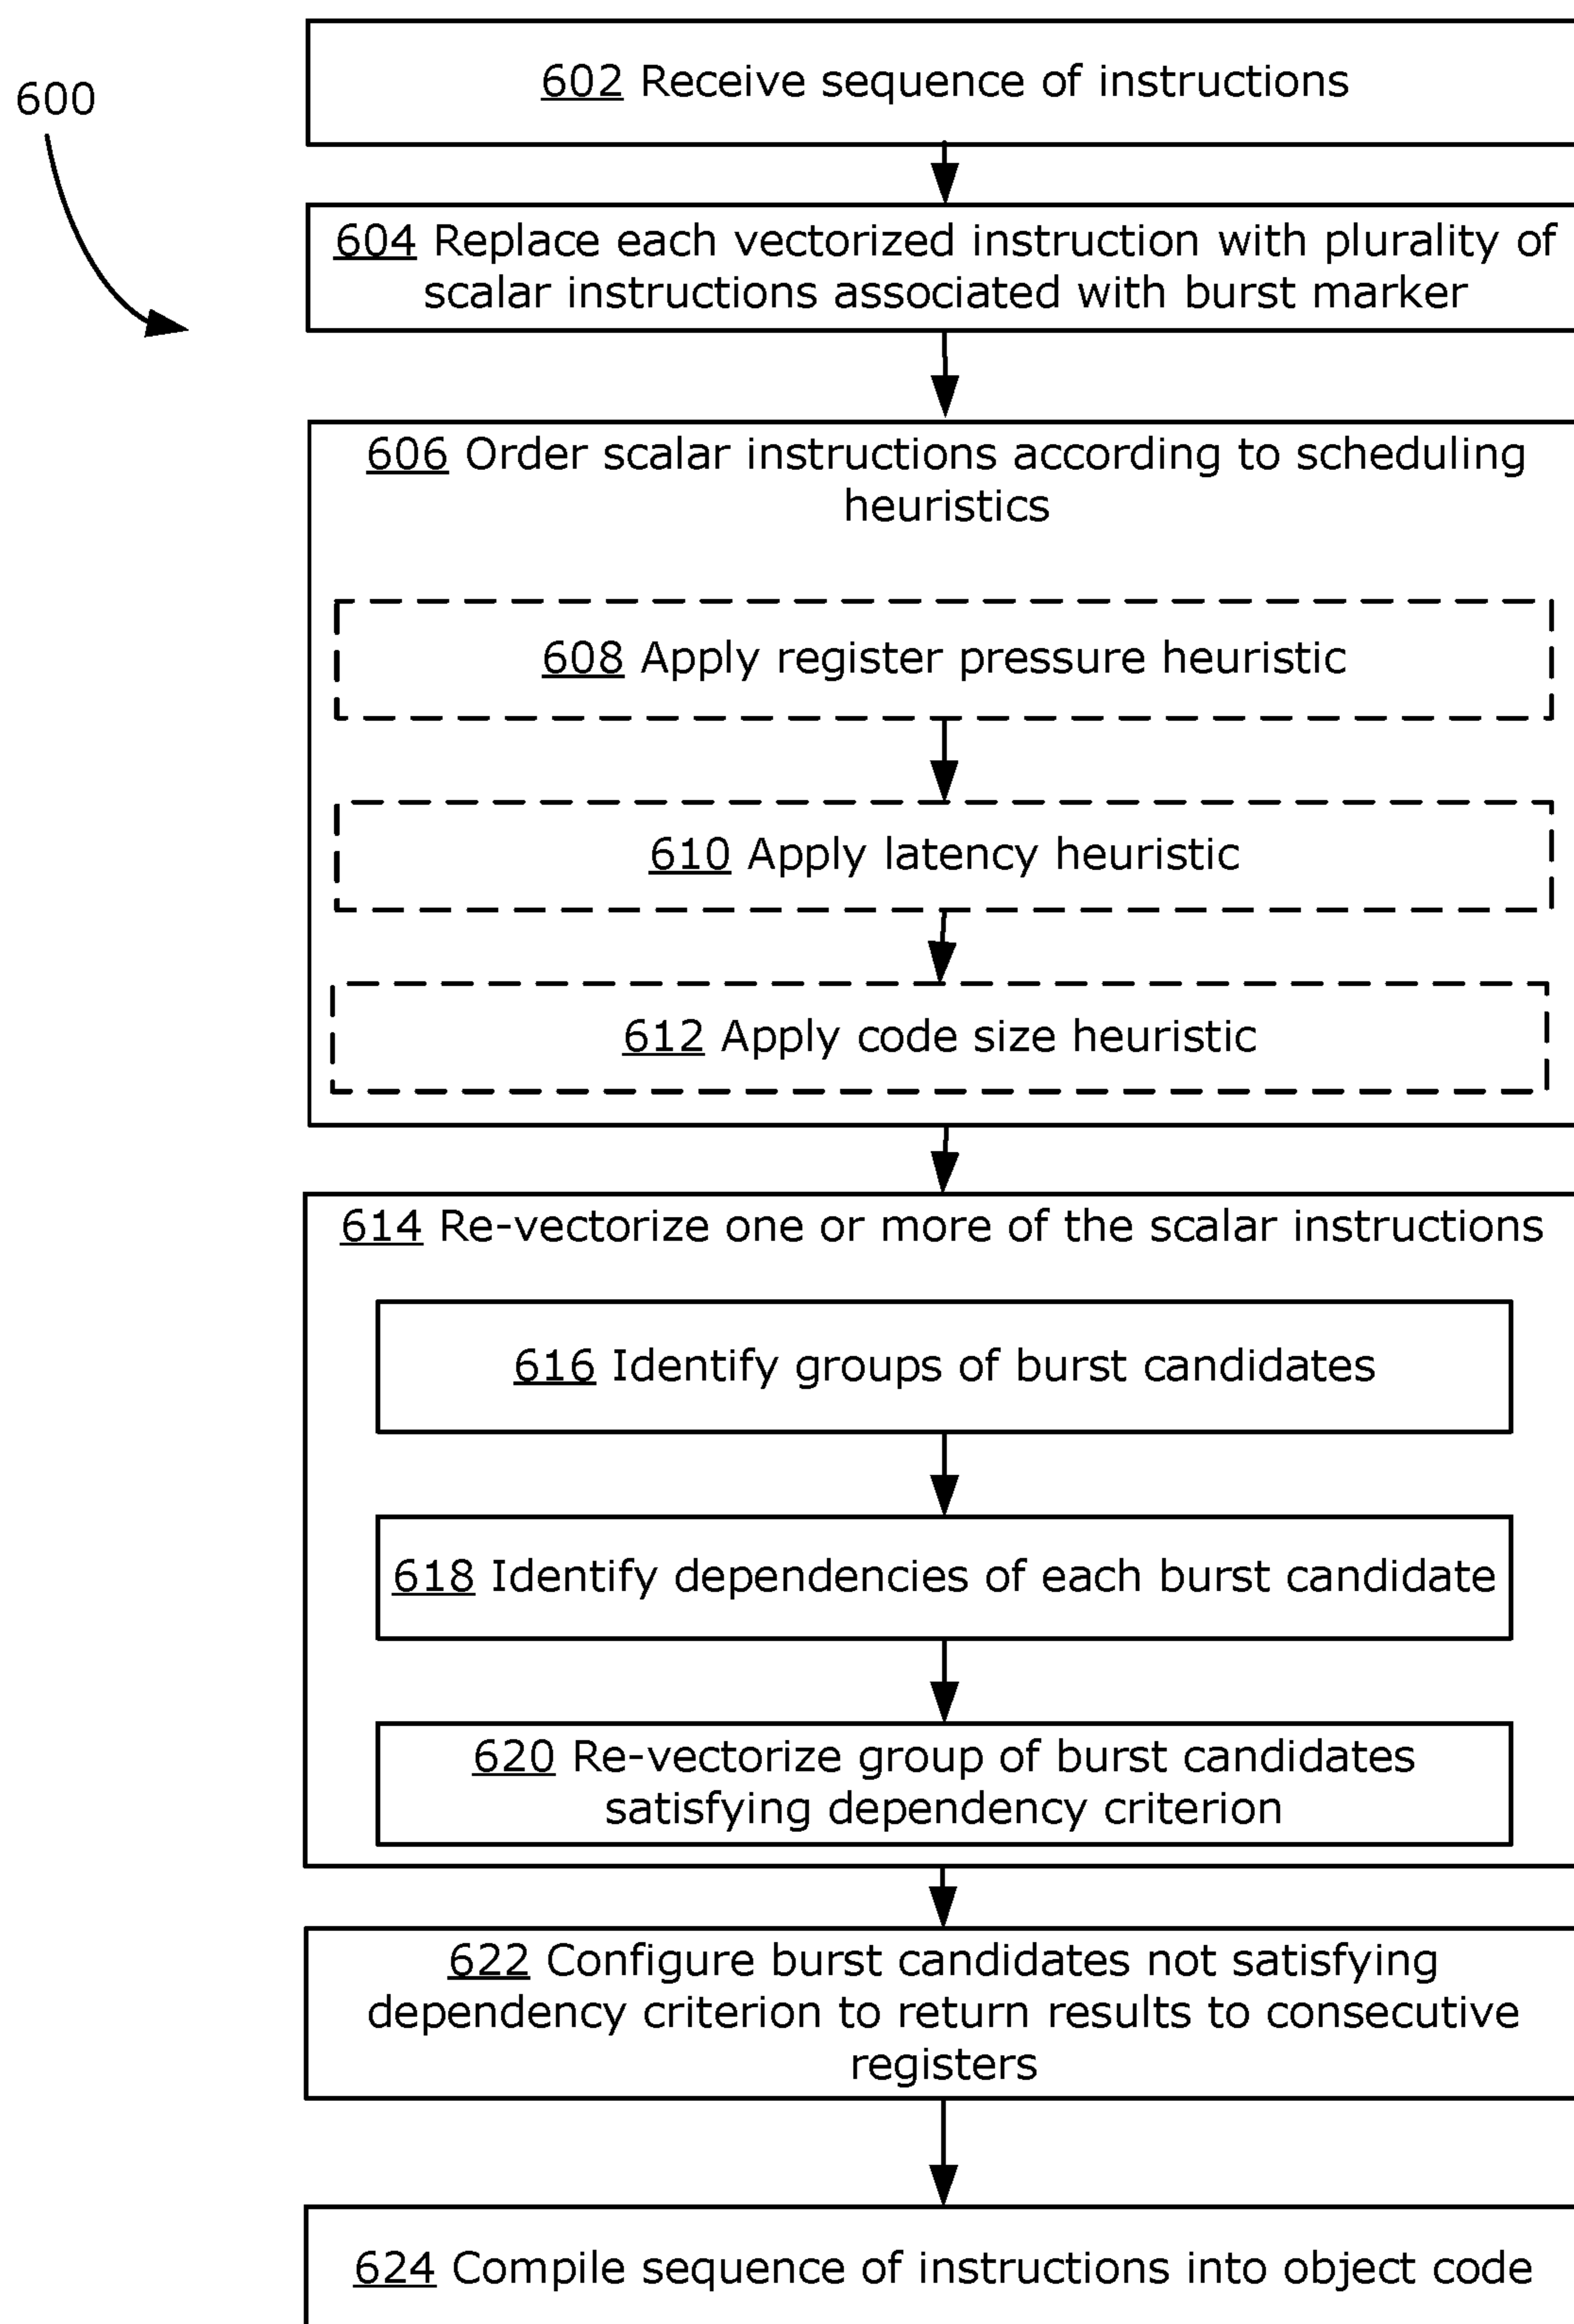 600
602 Receive sequence of instructions
604 Replace each vectorized instruction with plurality of
scalar instructions associated with burst marker
606 Order scalar instructions according to scheduling
heuristics
608 Apply register pressure heuristic
610 Apply latency heuristic
612 Apply code size heuristic
614 Re-vectorize one or more of the scalar instructions
616 Identify groups of burst candidates
618 Identify dependencies of each burst candidate
620 Re-vectorize group of burst candidates
satisfying dependency criterion
622 Configure burst candidates not satisfying
dependency criterion to return results to consecutive
registers
624 Compile sequence of instructions into object code